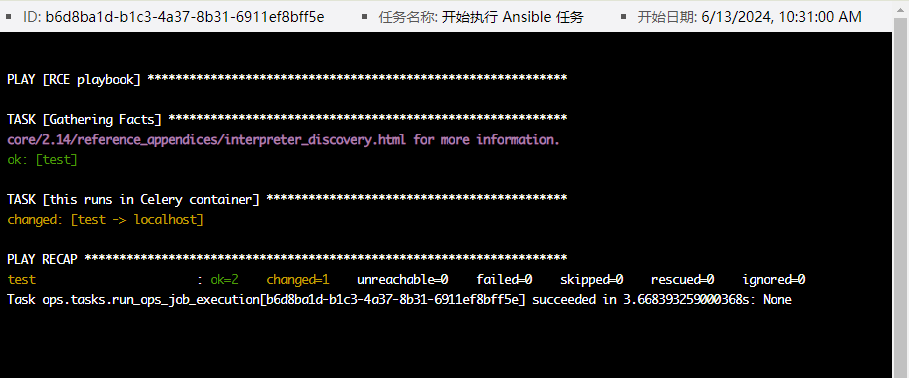 ID: b6d8ba1d-b1c3-4a37-8b31-6911ef8bff5e 任务名称: 开始执行 Ansible 任务 开始日期: 6/13/2024, 10:31:00 AM
PLAY [RCE playbook] ************************************************************
TASK [Gathering Facts] *********************************************************
core/2.14/reference_appendices/interpreter_discovery.html for more information.
ok: [test]
TASK [this runs in Celery container] *******************************************
changed: [test -> localhost]
PLAY RECAP *********************************************************************
test : ok=2 changed=1 unreachable=0 failed=0 skipped=0 rescued=0 ignored=0
Task ops.tasks.run_ops_job_execution[b6d8ba1d-b1c3-4a37-8b31-6911ef8bff5e] succeeded in 3.668393259000368s: None